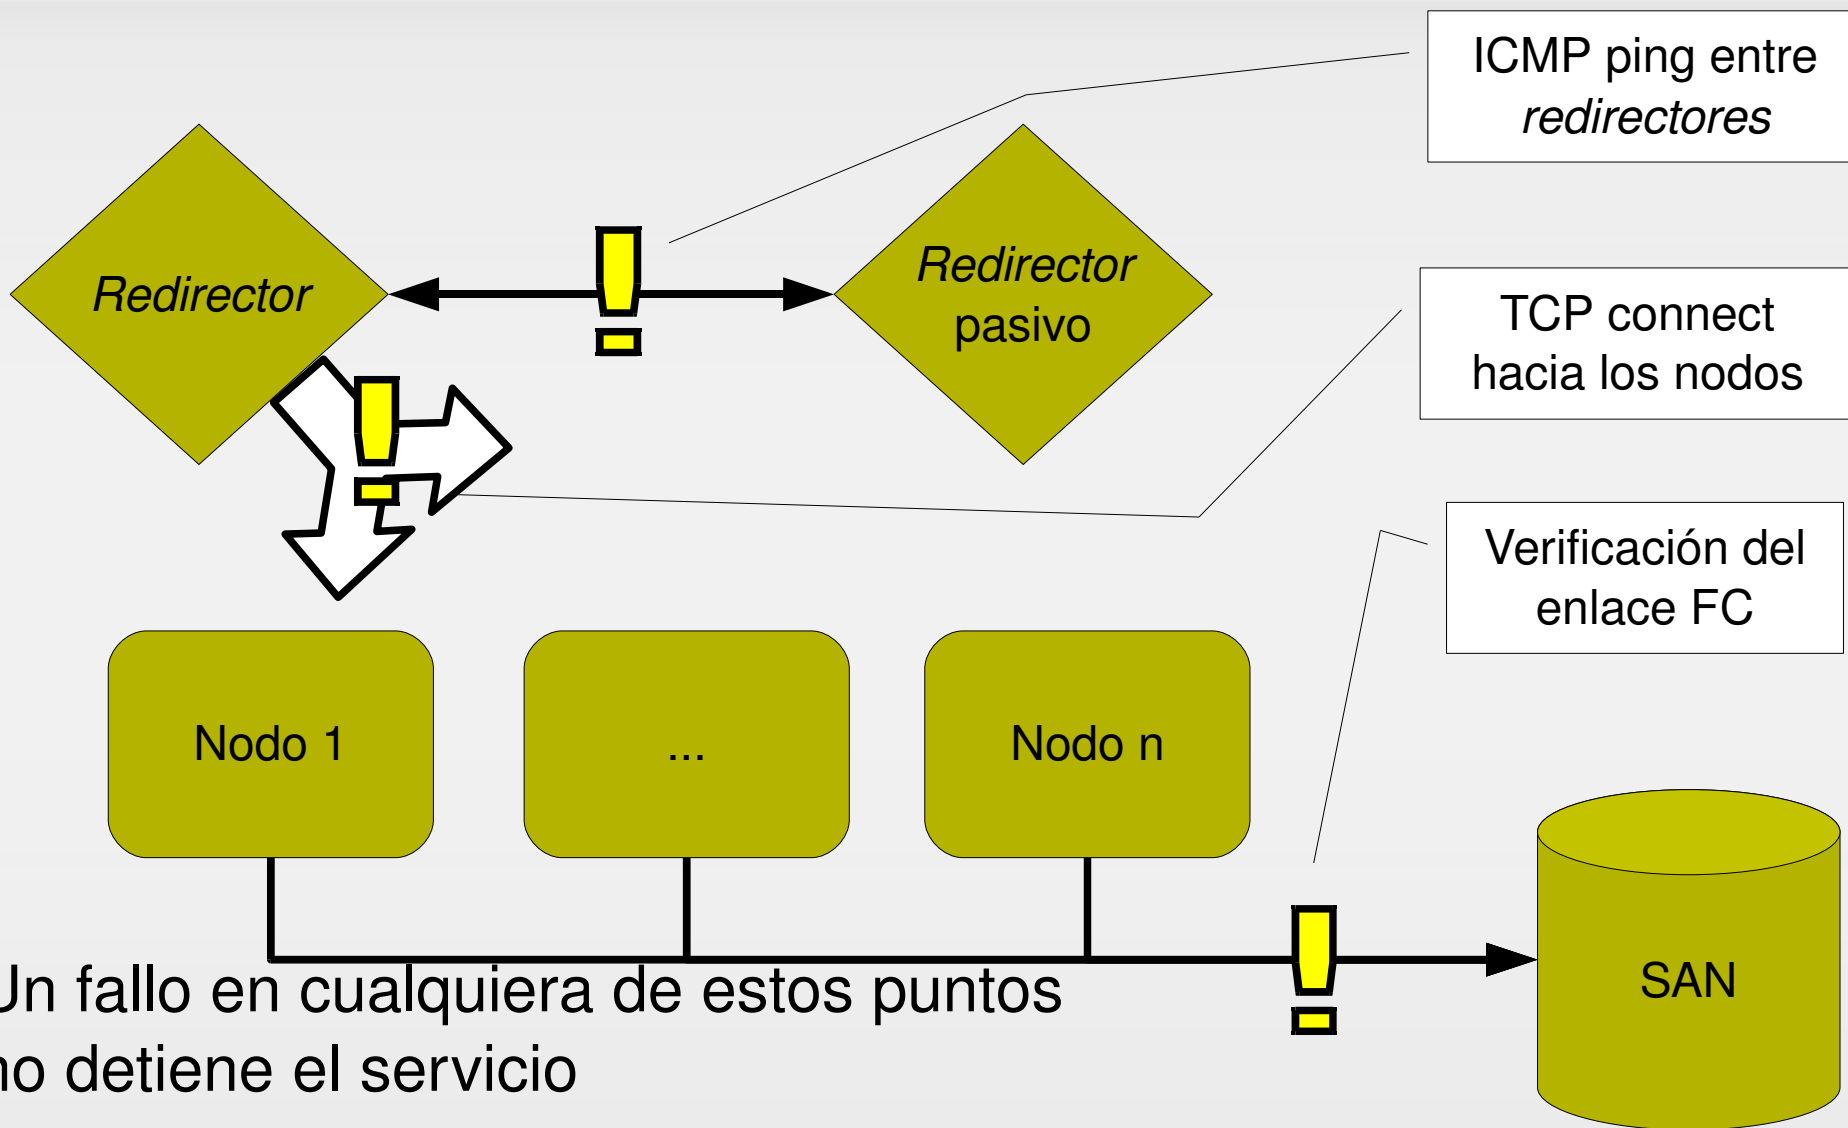 ICMP ping entre
redirectores
Redirector
Redirector
pasivo
TCP connect
hacia los nodos
Verificación del
enlace FC
Nodo 1
...
Nodo n
SAN
Un fallo en cualquiera de estos puntos
no detiene el servicio